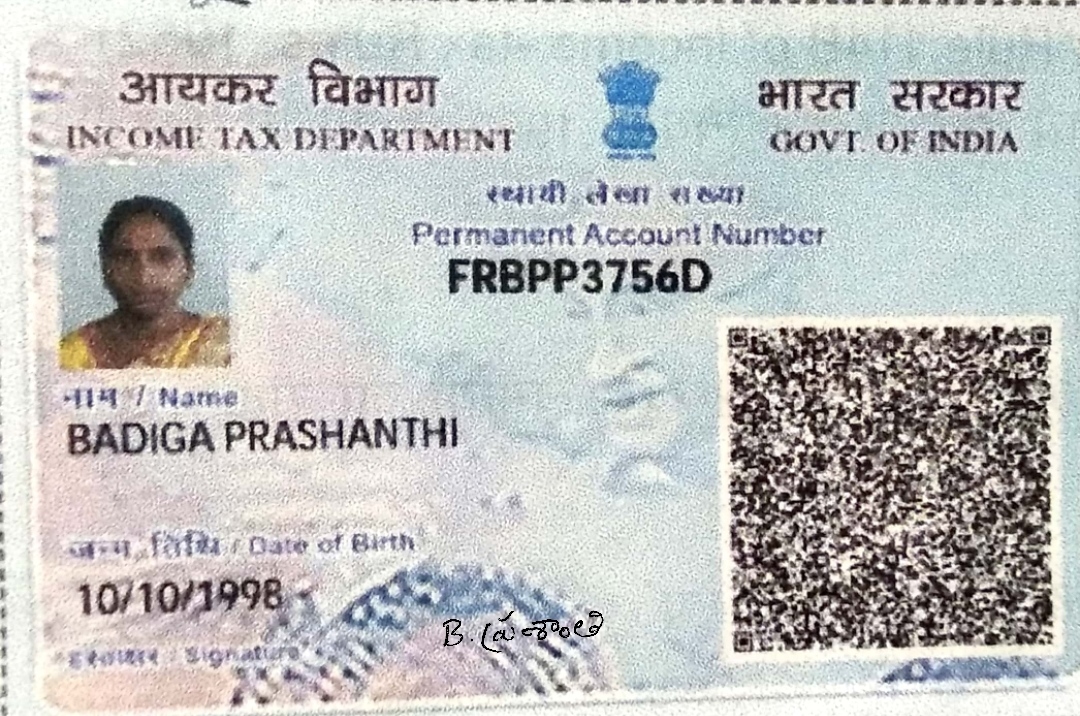 आयकर विभाग
INCOME TAX DEPARTMENT
भारत सरकार
GOVT. OF INDIA
स्थायी लेखा संख्या
Permanent Account Number
FRBPP3756D
नाम / Name
BADIGA PRASHANTHI
जन्म तिथि / Date of Birth
10/10/1998
हस्ताक्षर / Signature
B. ప్రశాంతి